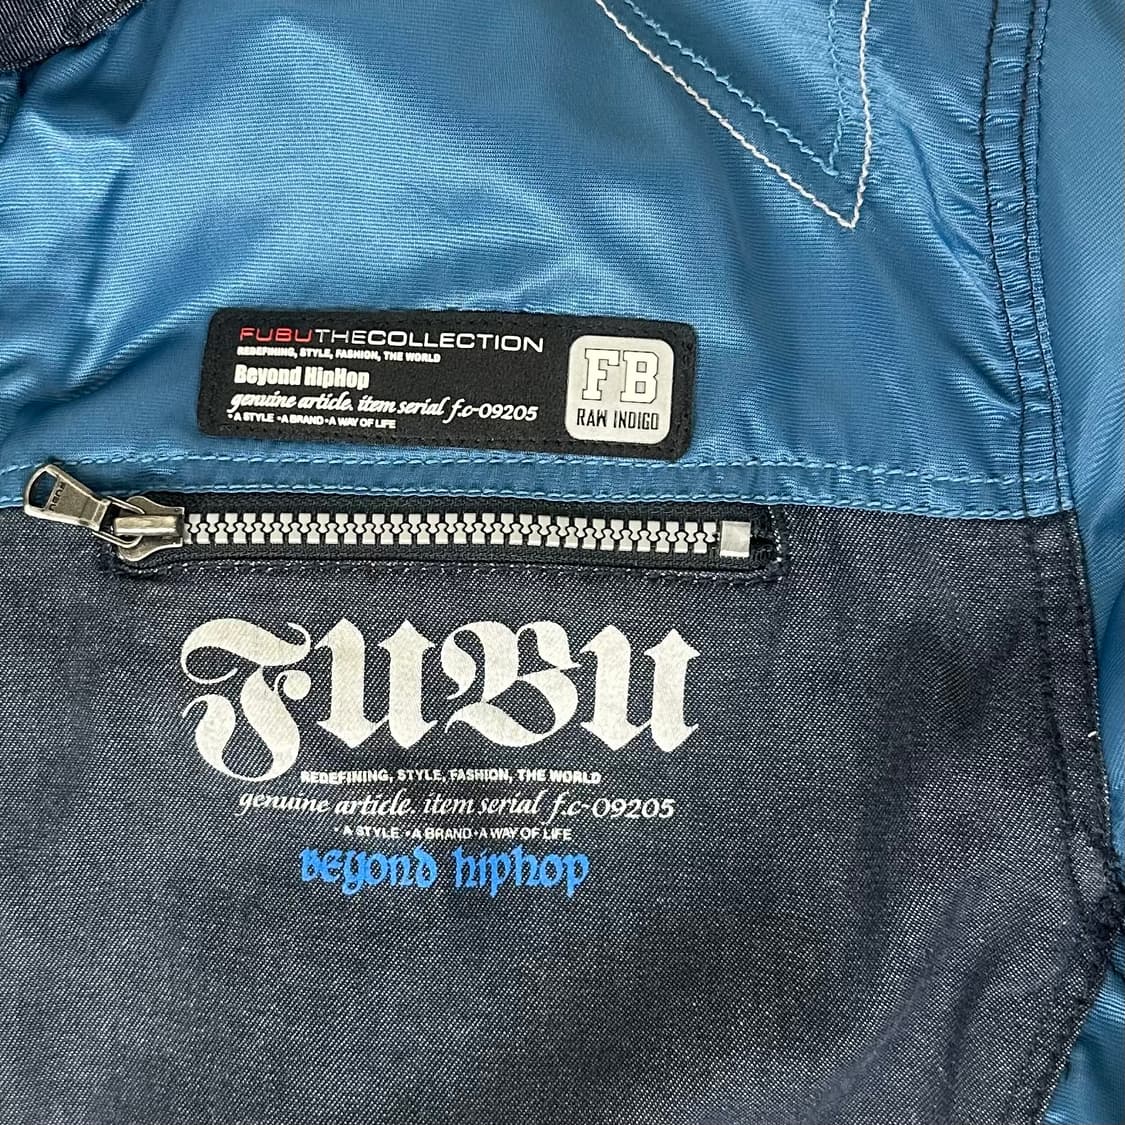 FUBUTHECOLLECTION
REDEFINING, STYLE, FASHION, THE WORLD
Beyond HipHop
genuine article. item serial f.c-09205
•A STYLE •A BRAND•A WAY OF LIFE
FB
RAW INDIGO
FUBU
FUBU
REDEFINING, STYLE, FASHION, THE WORLD
genuine article. item serial f.c-09205
•A STYLE •A BRAND•A WAY OF LIFE
BEyond hiphop